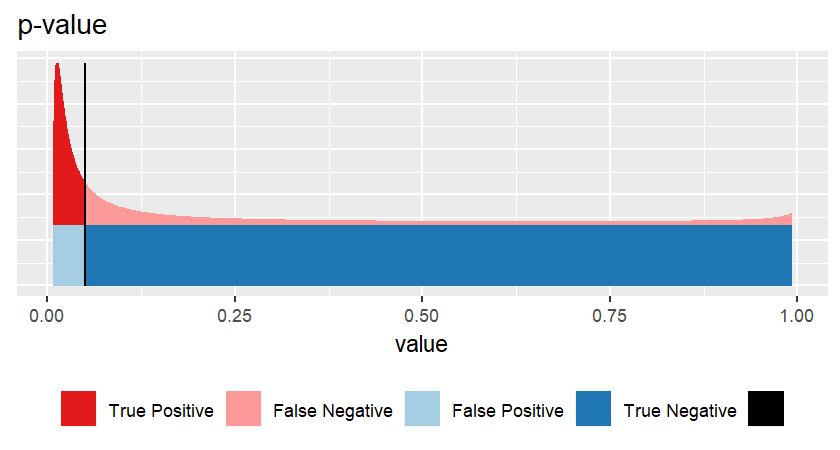 p-value
0.00 0.25 0.50 0.75 1.00
value
True Positive False Negative False Positive True Negative